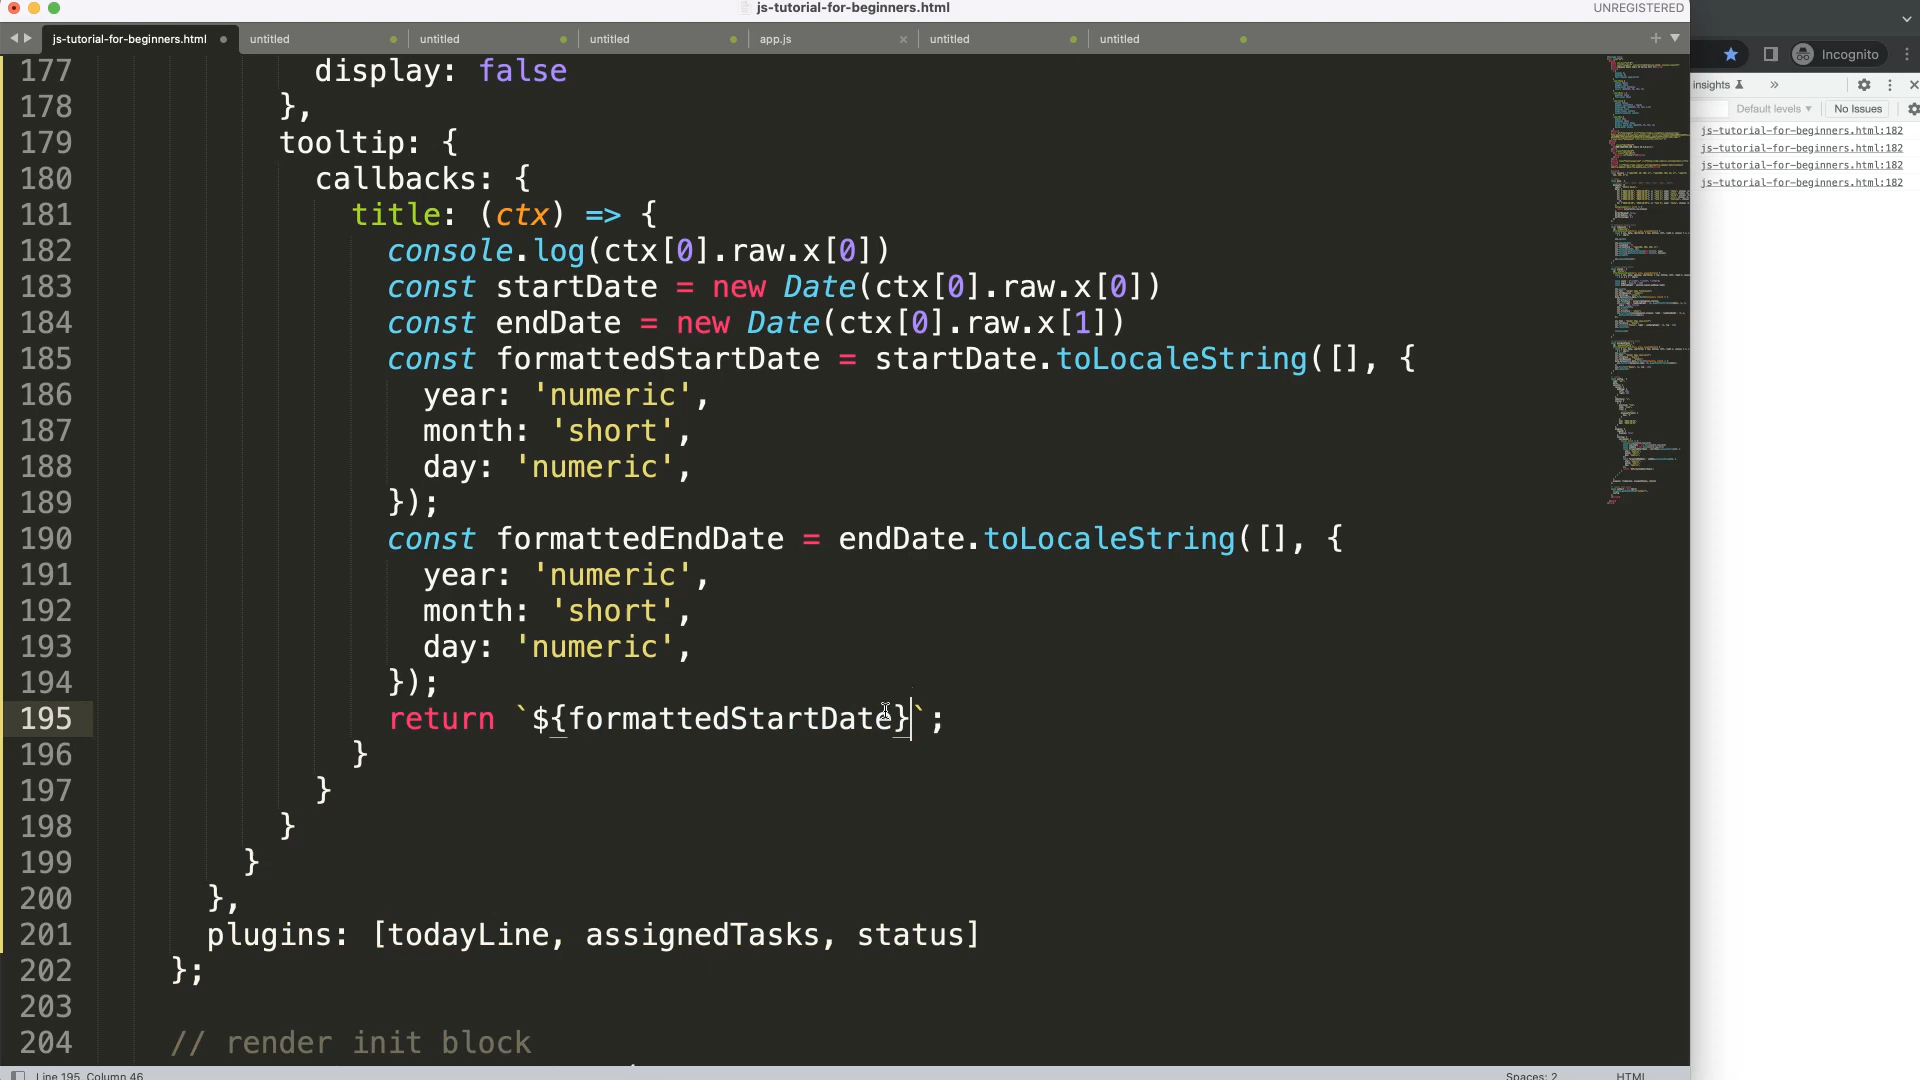 js-tutorial-for-beginners.html
UNREGISTERED
js-tutorial-for-beginners.html
untitled
untitled
untitled
app.js
untitled
untitled
177 display: false
178 },
179 tooltip: {
180 callbacks: {
181 title: (ctx) => {
182 console.log(ctx[0].raw.x[0])
183 const startDate = new Date(ctx[0].raw.x[0])
184 const endDate = new Date(ctx[0].raw.x[1])
185 const formattedStartDate = startDate.toLocaleString([], {
186 year: 'numeric',
187 month: 'short',
188 day: 'numeric',
189 });
190 const formattedEndDate = endDate.toLocaleString([], {
191 year: 'numeric',
192 month: 'short',
193 day: 'numeric',
194 });
195 return `${formattedStartDate}`;
196 }
197 }
198 }
199 }
200 },
201 plugins: [todayLine, assignedTasks, status]
202 };
203
204 // render init block
Line 195, Column 46
Spaces: 2
HTML
Incognito
insights
Default levels
No Issues
js-tutorial-for-beginners.html:182
js-tutorial-for-beginners.html:182
js-tutorial-for-beginners.html:182
js-tutorial-for-beginners.html:182